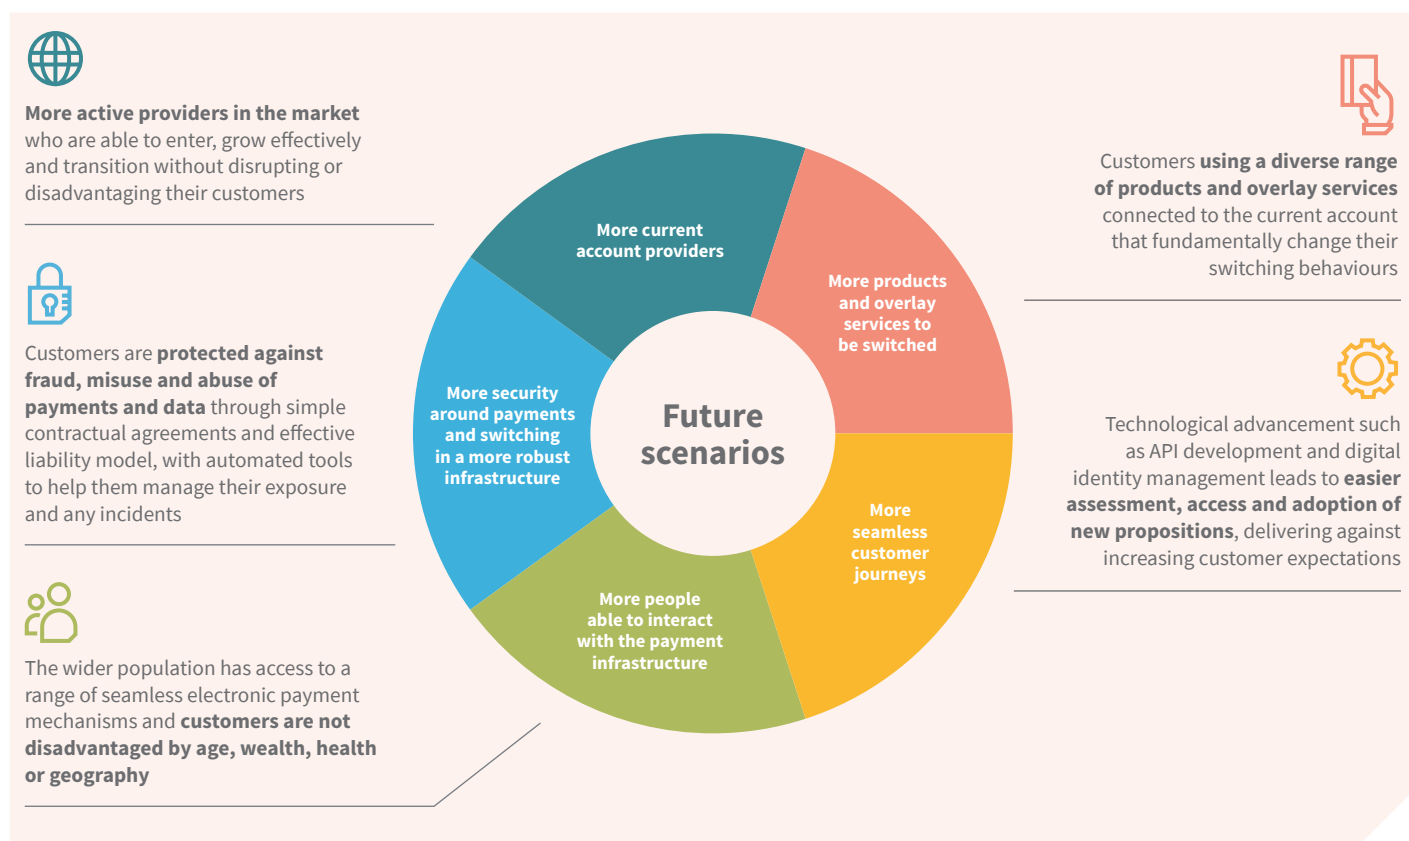 More active providers in the market
who are able to enter, grow effectively
and transition without disrupting or
disadvantaging their customers
Customers are protected against
fraud, misuse and abuse of
payments and data through simple
contractual agreements and effective
liability model, with automated tools
to help them manage their exposure
and any incidents
The wider population has access to a
range of seamless electronic payment
mechanisms and customers are not
disadvantaged by age, wealth, health
or geography
More current
account providers
More products
and overlay
services to
be switched
More security
around payments
and switching
in a more robust
infrastructure
Future
scenarios
More
seamless
customer
journeys
More people
able to interact
with the payment
infrastructure
Customers using a diverse range
of products and overlay services
connected to the current account
that fundamentally change their
switching behaviours
Technological advancement such
as API development and digital
identity management leads to easier
assessment, access and adoption of
new propositions, delivering against
increasing customer expectations